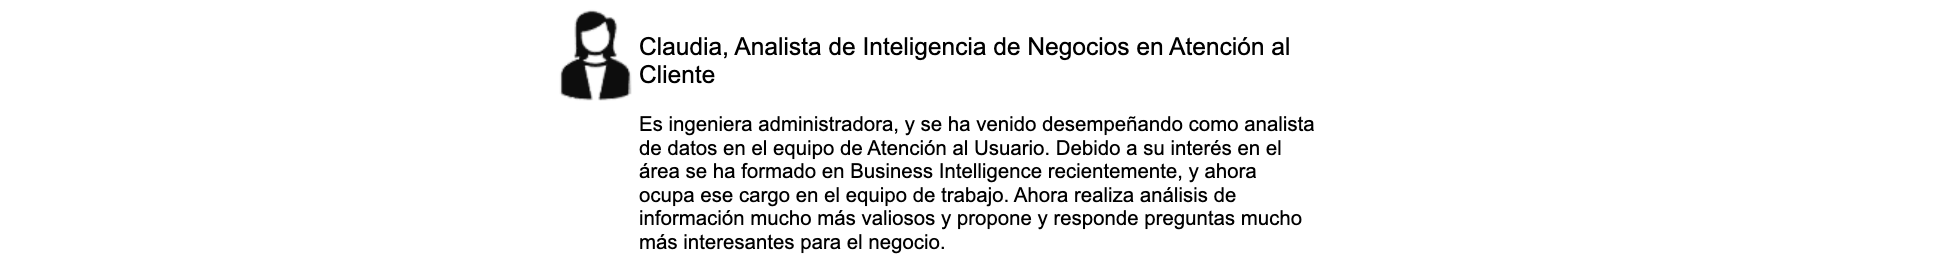 Claudia, Analista de Inteligencia de Negocios en Atención al
Cliente
Es ingeniera administradora, y se ha venido desempeñando como analista
de datos en el equipo de Atención al Usuario. Debido a su interés en el
área se ha formado en Business Intelligence recientemente, y ahora
ocupa ese cargo en el equipo de trabajo. Ahora realiza análisis de
información mucho más valiosos y propone y responde preguntas mucho
más interesantes para el negocio.